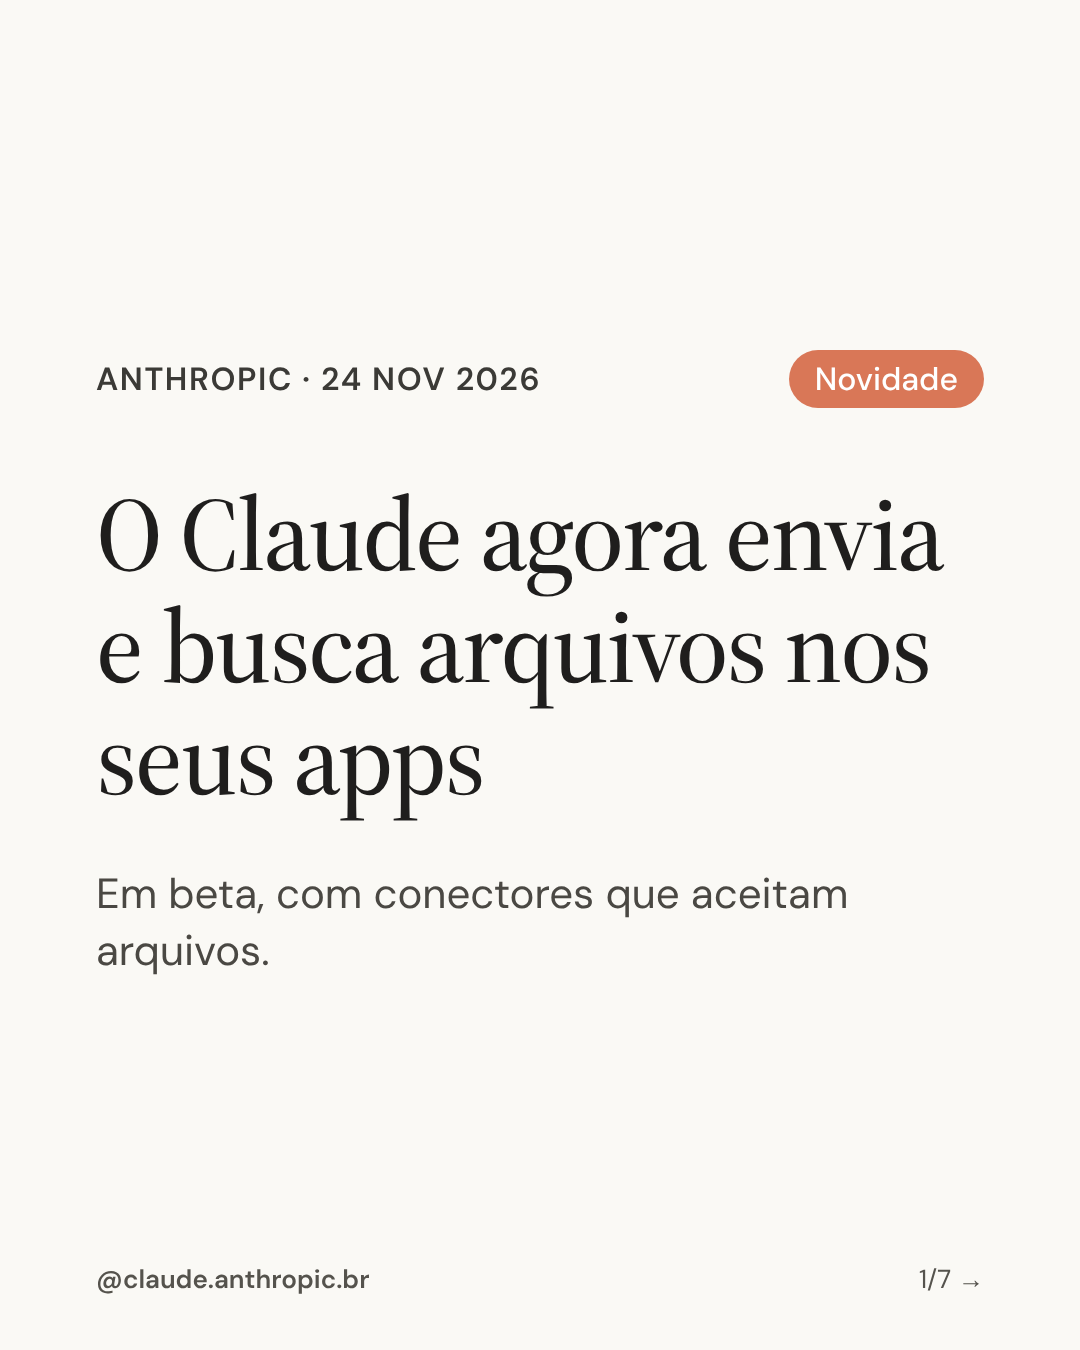 ANTHROPIC · 24 NOV 2026
Novidade
O Claude agora envia
e busca arquivos nos
seus apps
Em beta, com conectores que aceitam
arquivos.
@claude.anthropic.br
1/7 →